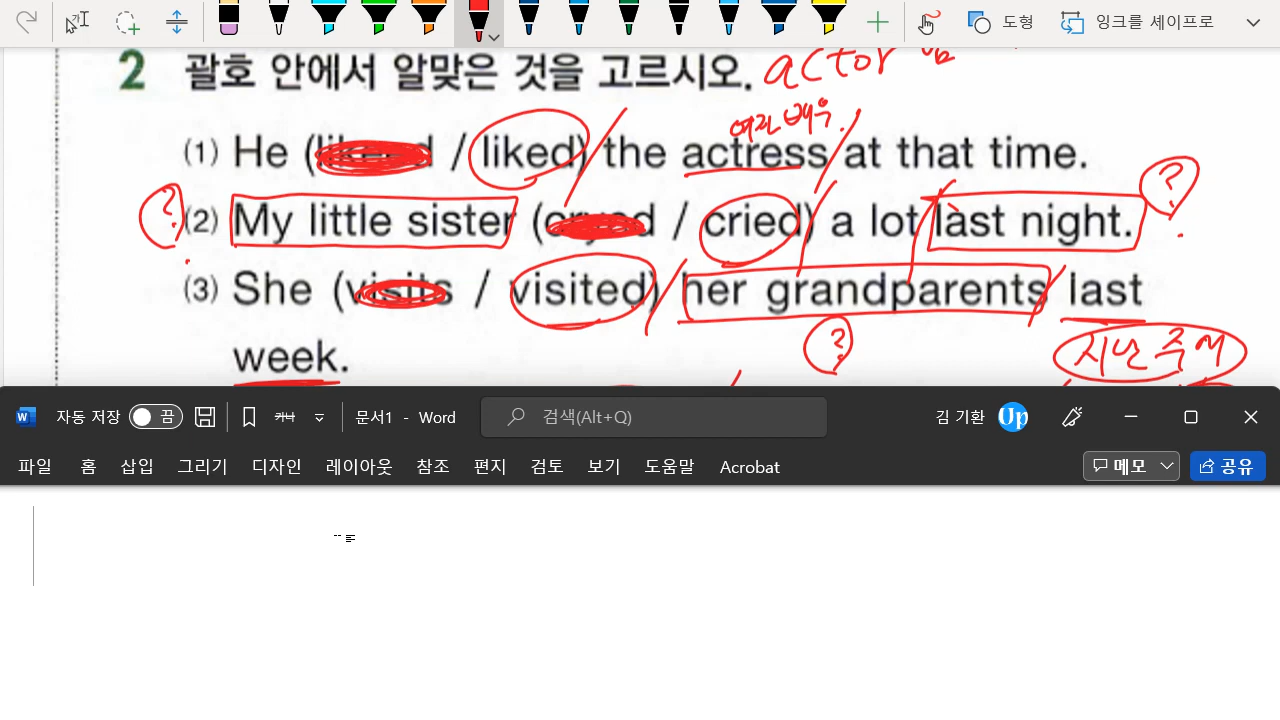 가 도형 잉크를 셰이프로
2 괄호 안에서 알맞은 것을 고르시오. actor
여자 배우.
(1) He ( / liked) the actress at that time.
? (2) My little sister ( / cried) a lot last night. ?
(3) She (visits / visited) her grandparents last
? 지난 주에
week.
자동 저장 끔 가나 문서1 - Word 검색(Alt+Q) 김 기환 Up
파일 홈 삽입 그리기 디자인 레이아웃 참조 편지 검토 보기 도움말 Acrobat 메모 공유